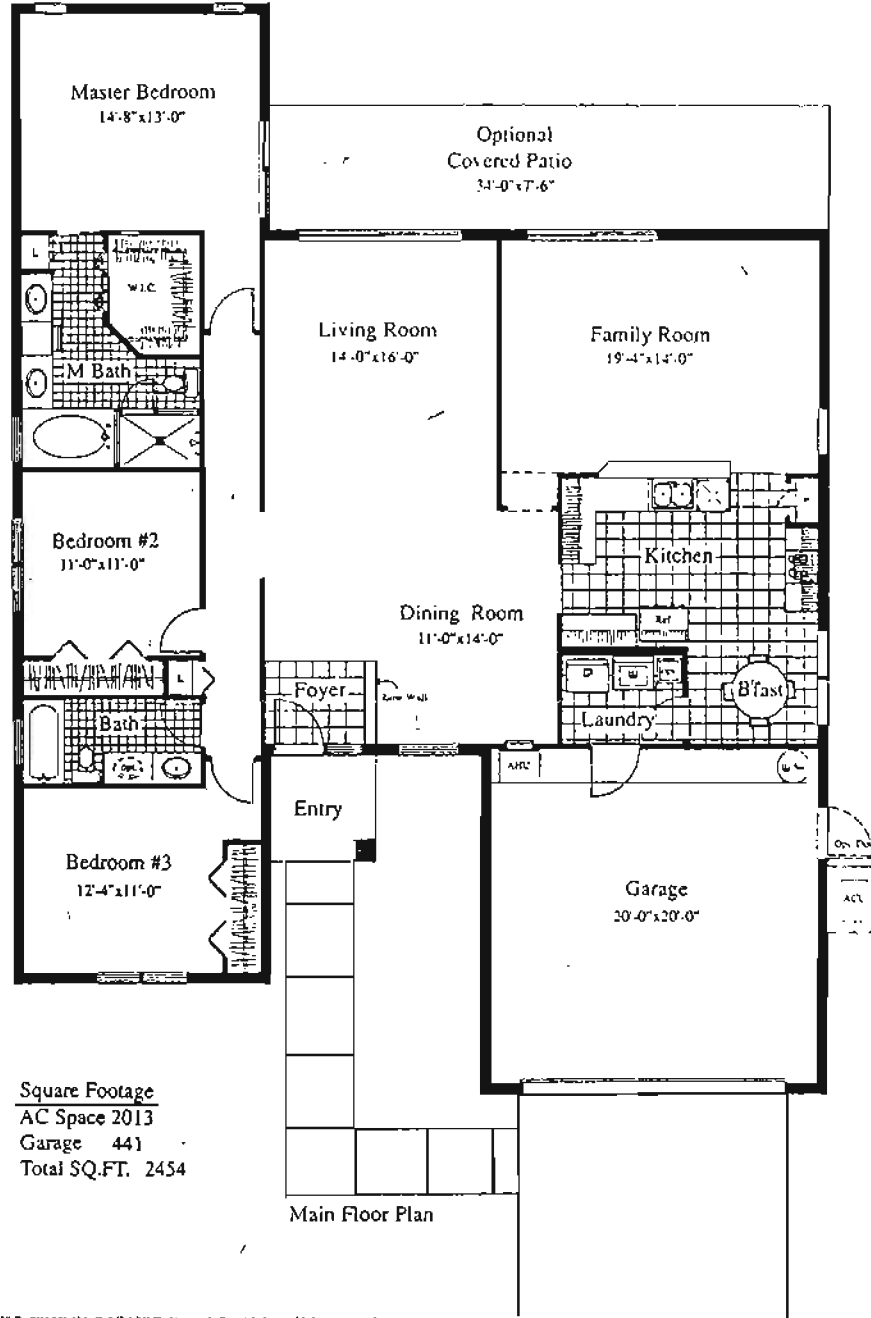 Master Bedroom
14'-8"x13'-0"
Optional
Covered Patio
34'-0"x7'-6"
L
W.I.C.
Living Room
14'-0"x16'-0"
Family Room
19'-4"x14'-0"
M Bath
Bedroom #2
11'-0"x11'-0"
Kitchen
Dining Room
11'-0"x14'-0"
Ref
L
Foyer
D
W
B'fast
Bath
Laundry
AHU
Entry
Bedroom #3
12'-4"x11'-0"
Garage
20'-0"x20'-0"
Square Footage
AC Space 2013
Garage 441
Total SQ.FT. 2454
Main Floor Plan